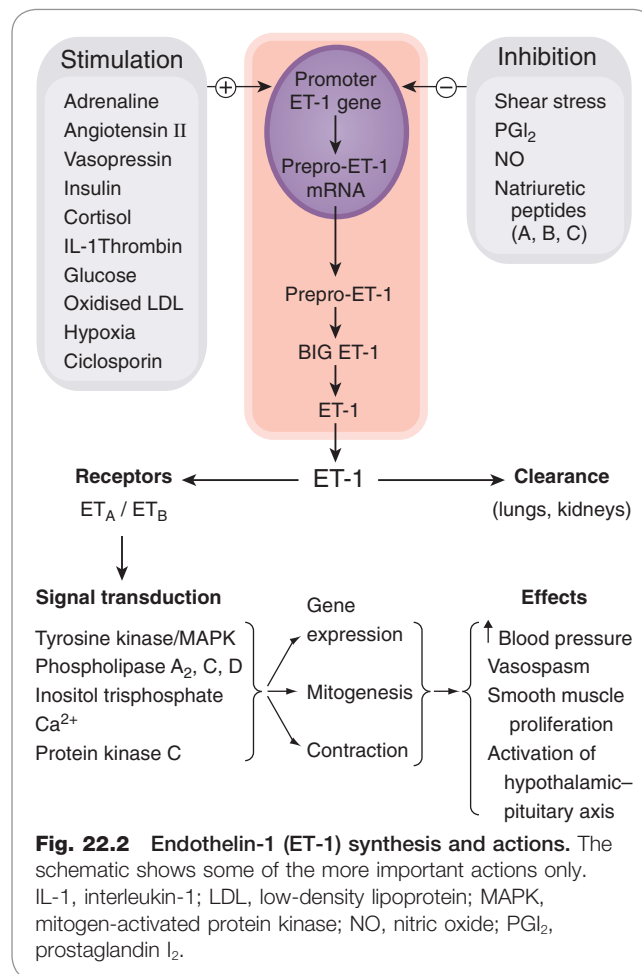 Stimulation
Adrenaline
Angiotensin II
Vasopressin
Insulin
Cortisol
IL-1Thrombin
Glucose
Oxidised LDL
Hypoxia
Ciclosporin
+
Promoter
ET-1 gene
Prepro-ET-1
mRNA
Prepro-ET-1
BIG ET-1
ET-1
−
Inhibition
Shear stress
PGI₂
NO
Natriuretic
peptides
(A, B, C)
Receptors
ET-1
Clearance
ET_A / ET_B
(lungs, kidneys)
Signal transduction
Tyrosine kinase/MAPK
Phospholipase A₂, C, D
Inositol trisphosphate
Ca²⁺
Protein kinase C
Gene
expression
Mitogenesis
Contraction
Effects
↑ Blood pressure
Vasospasm
Smooth muscle
proliferation
Activation of
hypothalamic–
pituitary axis
Fig. 22.2 Endothelin-1 (ET-1) synthesis and actions. The
schematic shows some of the more important actions only.
IL-1, interleukin-1; LDL, low-density lipoprotein; MAPK,
mitogen-activated protein kinase; NO, nitric oxide; PGI₂,
prostaglandin I₂.